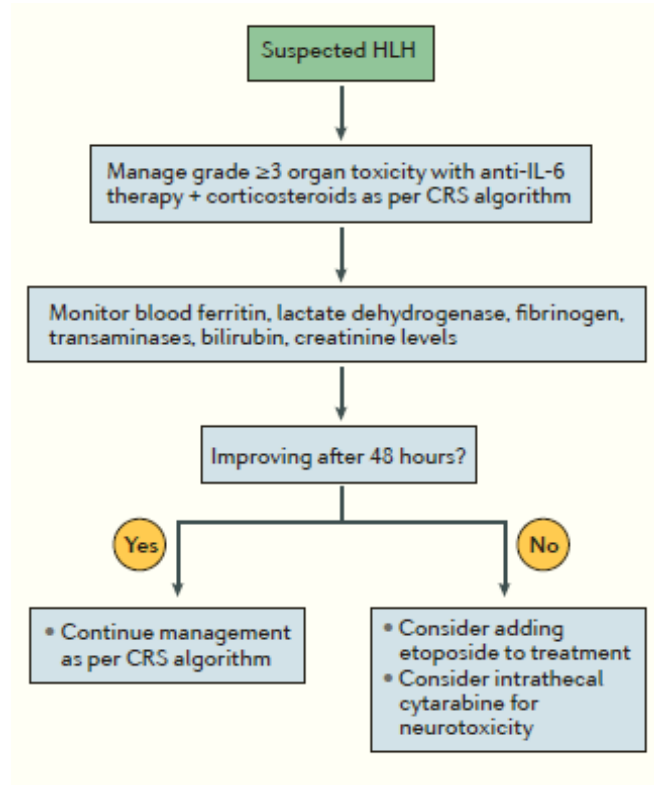 Suspected HLH
Manage grade ≥3 organ toxicity with anti-IL-6
therapy + corticosteroids as per CRS algorithm
Monitor blood ferritin, lactate dehydrogenase, fibrinogen,
transaminases, bilirubin, creatinine levels
Improving after 48 hours?
Yes
No
• Continue management
as per CRS algorithm
• Consider adding
etoposide to treatment
• Consider intrathecal
cytarabine for
neurotoxicity